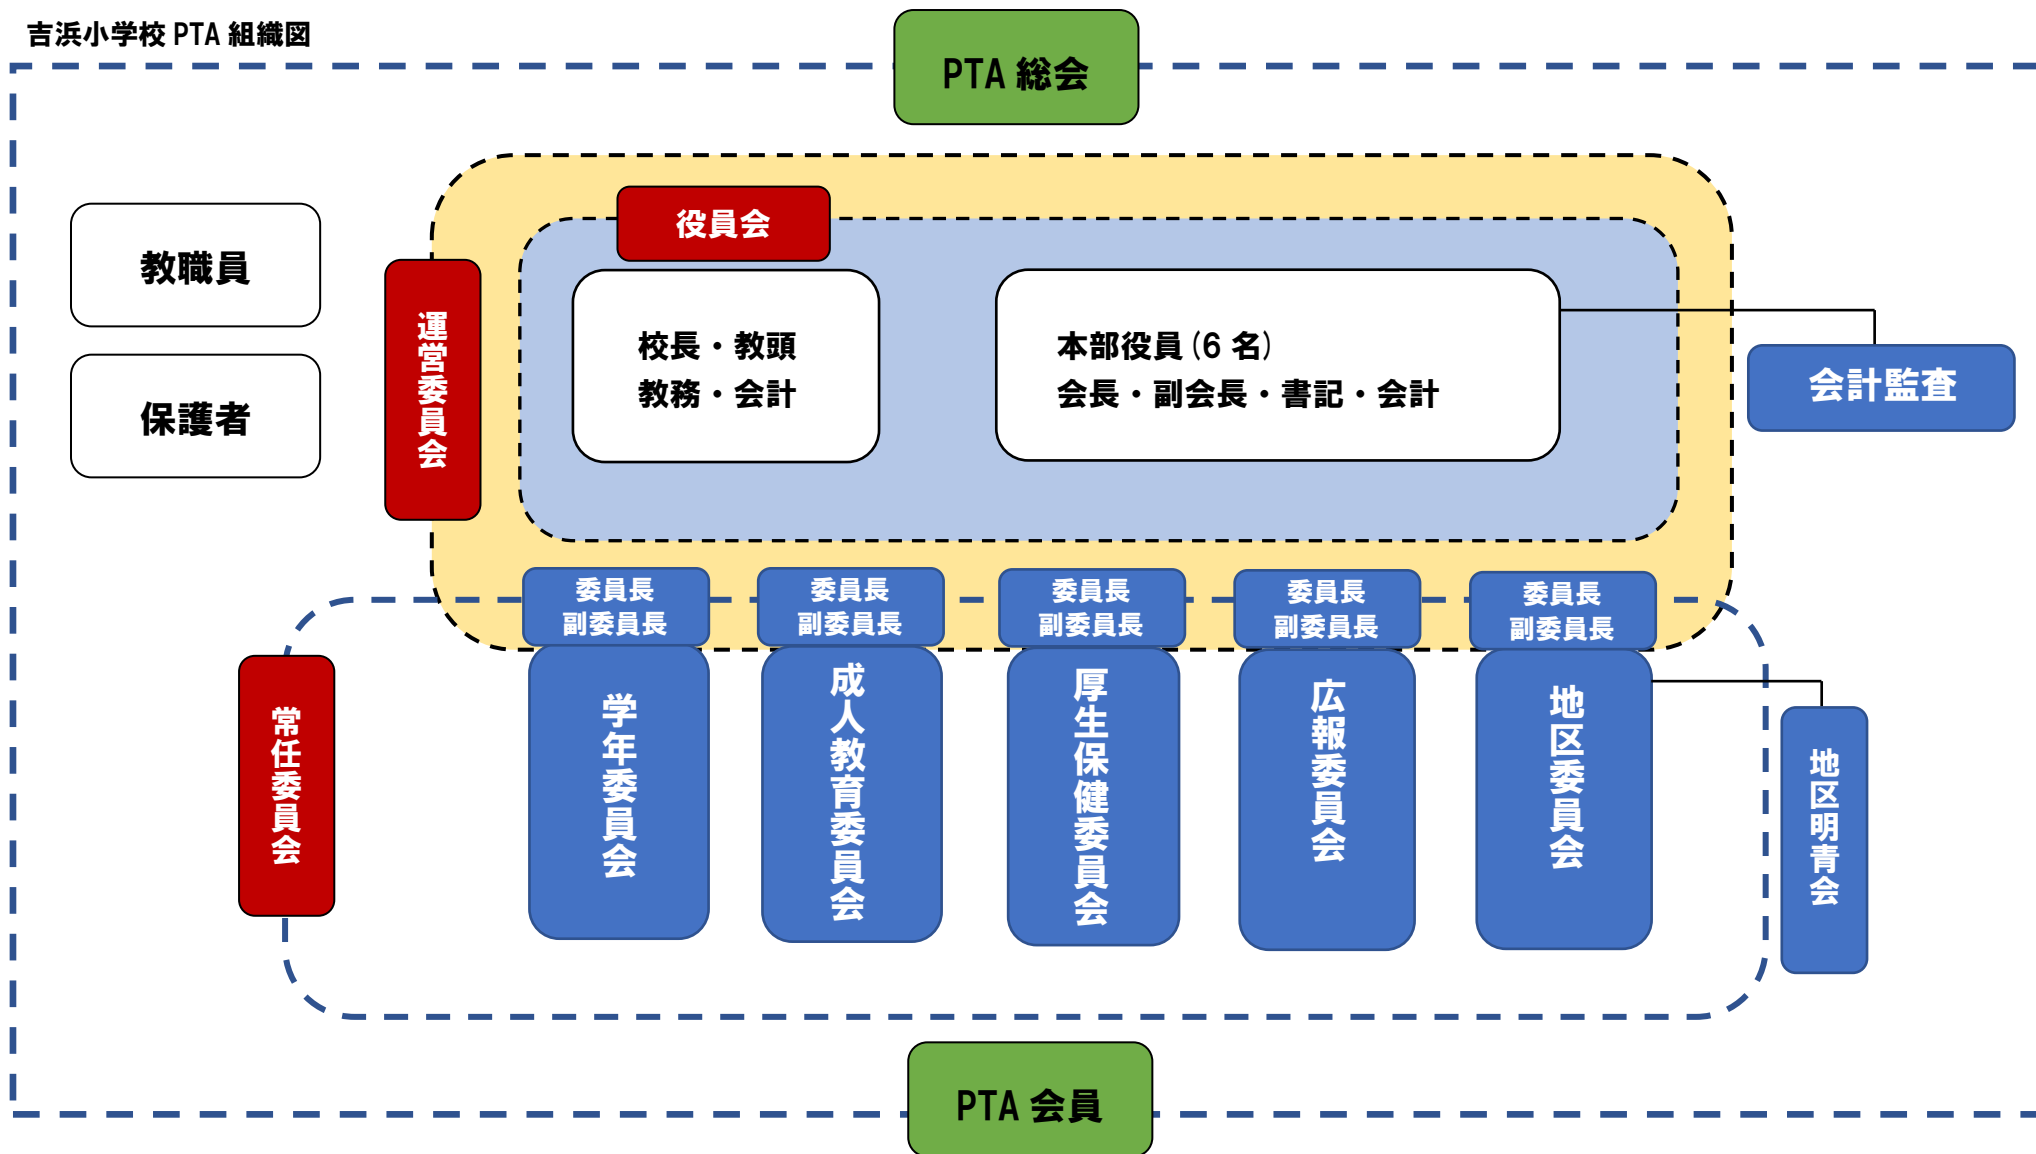 吉浜小学校 PTA 組織図
PTA 総会
教職員
保護者
運営委員会
役員会
校長・教頭
教務・会計
本部役員(6 名)
会長・副会長・書記・会計
会計監査
常任委員会
委員長
副委員長
学年委員会
委員長
副委員長
成人教育委員会
委員長
副委員長
厚生保健委員会
委員長
副委員長
広報委員会
委員長
副委員長
地区委員会
地区明青会
PTA 会員